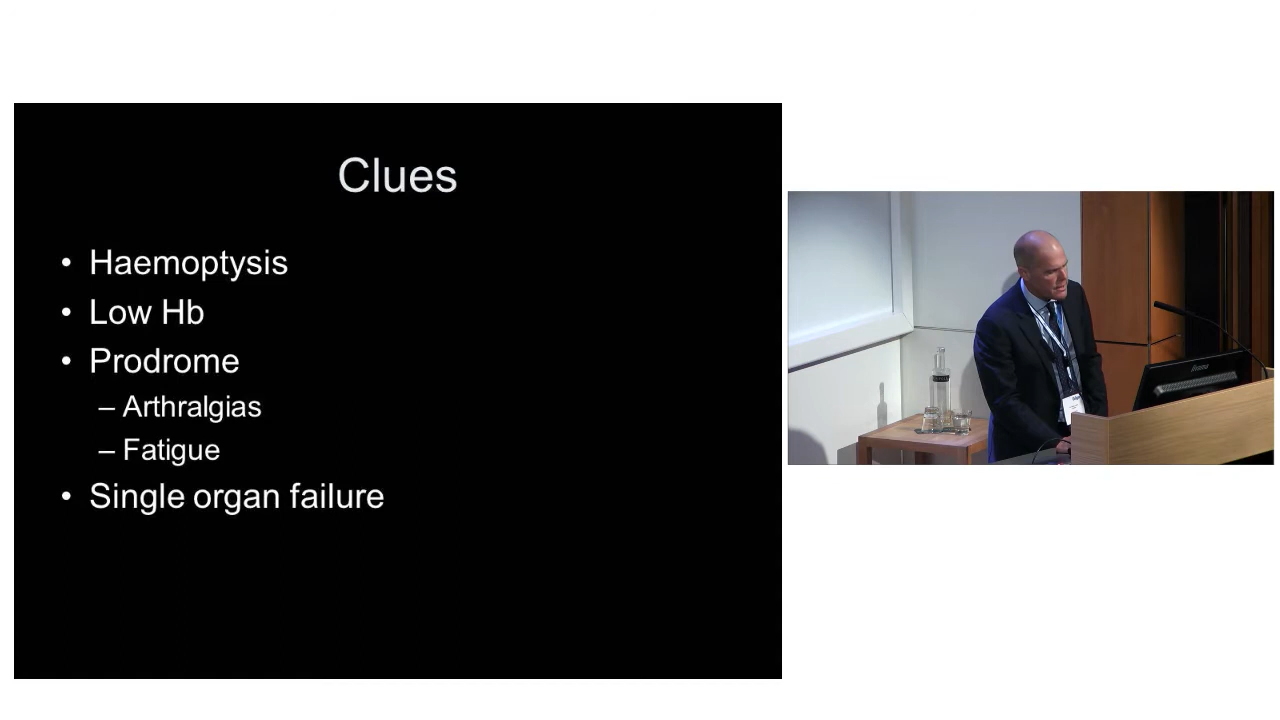 Clues
• Haemoptysis
• Low Hb
• Prodrome
– Arthralgias
– Fatigue
• Single organ failure